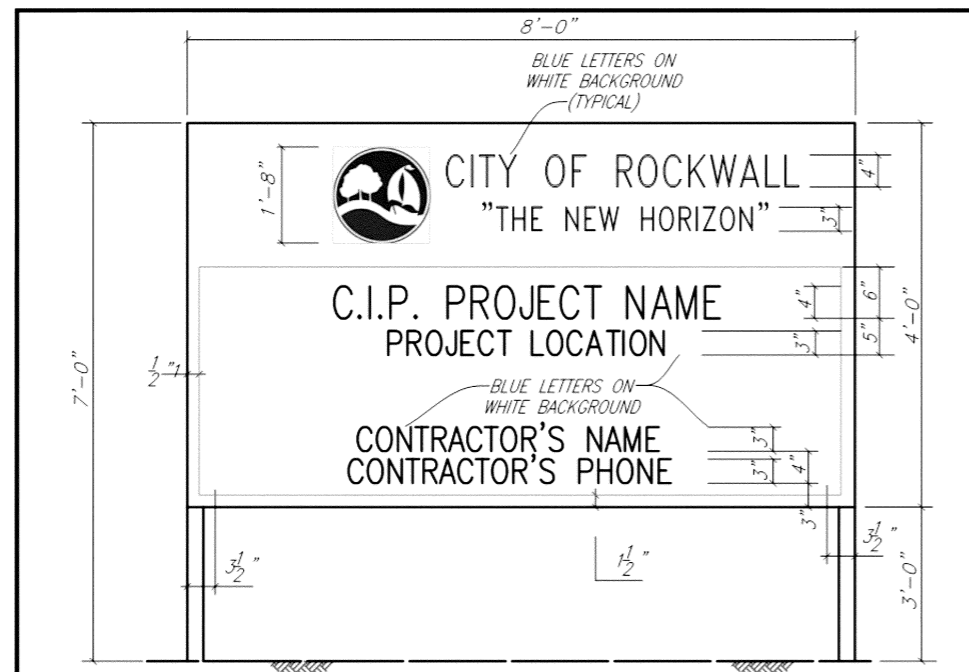 8'-0"
BLUE LETTERS ON
WHITE BACKGROUND
(TYPICAL)
1'-8"
CITY OF ROCKWALL
4"
"THE NEW HORIZON"
3"
C.I.P. PROJECT NAME
4"
6"
PROJECT LOCATION
3"
5"
4'-0"
7'-0"
1/2 "1
BLUE LETTERS ON
WHITE BACKGROUND
CONTRACTOR'S NAME
3"
CONTRACTOR'S PHONE
3"
4"
3"
3 1/2 "
1 1/2 "
3 1/2 "
3'-0"